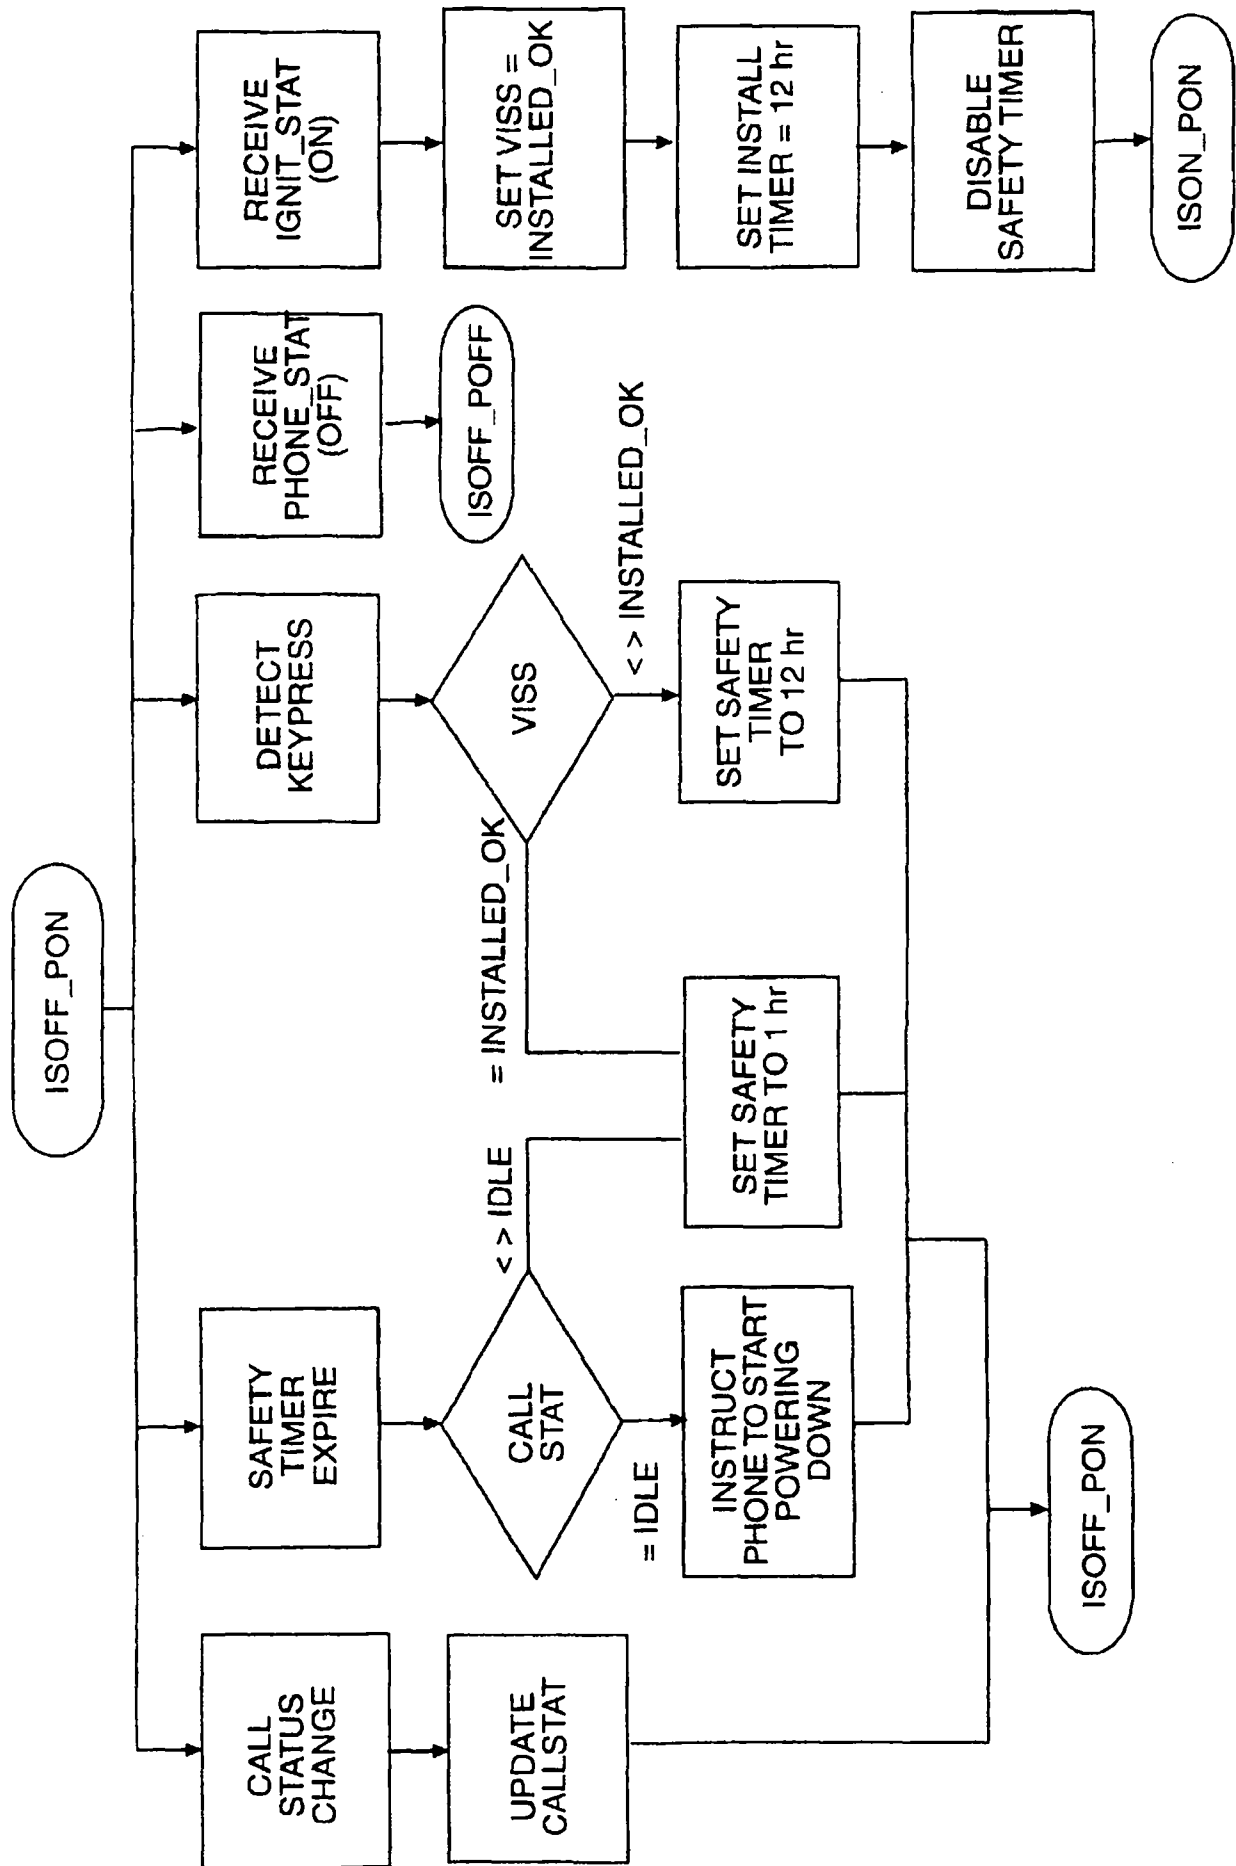 ISOFF_PON
CALL
STATUS
CHANGE
UPDATE
CALLSTAT
SAFETY
TIMER
EXPIRE
CALL
STAT
= IDLE
< > IDLE
INSTRUCT
PHONE TO START
POWERING
DOWN
DETECT
KEYPRESS
VISS
= INSTALLED_OK
< > INSTALLED_OK
SET SAFETY
TIMER TO 1 hr
SET SAFETY
TIMER
TO 12 hr
ISOFF_PON
RECEIVE
PHONE_STAT
(OFF)
ISOFF_POFF
RECEIVE
IGNIT_STAT
(ON)
SET VISS =
INSTALLED_OK
SET INSTALL
TIMER = 12 hr
DISABLE
SAFETY TIMER
ISON_PON